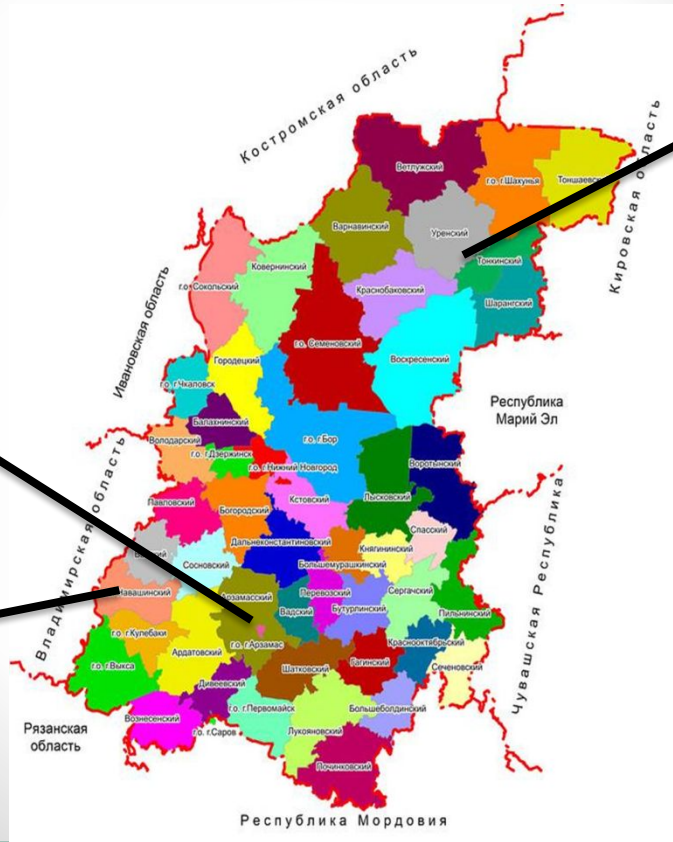 Костромская область
Ветлужский
г.о. г.Шахунья
Тоншаевский
Кировская область
Варнавинский
Уренский
Тонкинский
Ковернинский
г.о. Сокольский
Краснобаковский
Шарангский
Ивановская область
г.о. Семеновский
Воскресенский
Городецкий
г.о. г.Чкаловск
Республика
Марий Эл
Балахнинский
Володарский
г.о. г.Бор
г.о. г.Дзержинск
г.о. г.Нижний Новгород
Воротынский
Лысковский
Кстовский
Павловский
Богородский
Спасский
Владимирская область
Дальнеконстантиновский
Княгининский
Большемурашкинский
Сосновский
Навашинский
Арзамасский
Вадский
Перевозский
Бутурлинский
Сергачский
Пильнинский
Чувашская Республика
г.о. г.Кулебаки
г.о. г.Арзамас
Краснооктябрьский
Ардатовский
г.о. г.Выкса
Шатковский
Гагинский
Сеченовский
Дивеевский
Вознесенский
г.о. г.Первомайск
Большеболдинский
Рязанская
область
г.о. г.Саров
Лукояновский
Починковский
Республика Мордовия